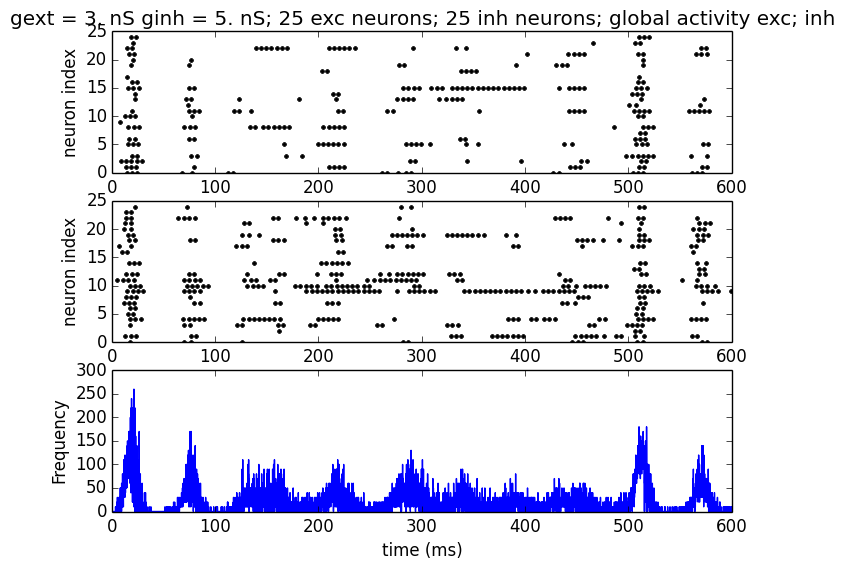 gext = 3. nS ginh = 5. nS; 25 exc neurons; 25 inh neurons; global activity exc; inh
25
20
15
10
5
0
neuron index
0 100 200 300 400 500 600
25
20
15
10
5
0
neuron index
0 100 200 300 400 500 600
300
250
200
150
100
50
0
Frequency
0 100 200 300 400 500 600
time (ms)